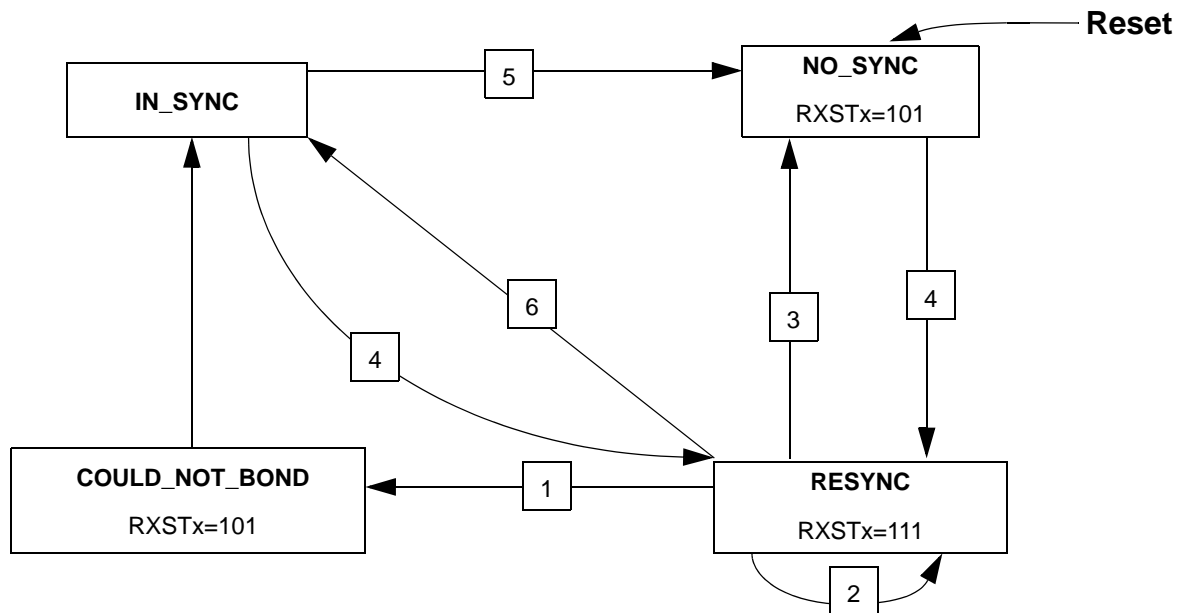 Reset
NO_SYNC
RXSTx=101
5
IN_SYNC
6
3
4
4
COULD_NOT_BOND
RXSTx=101
1
RESYNC
RXSTx=111
2